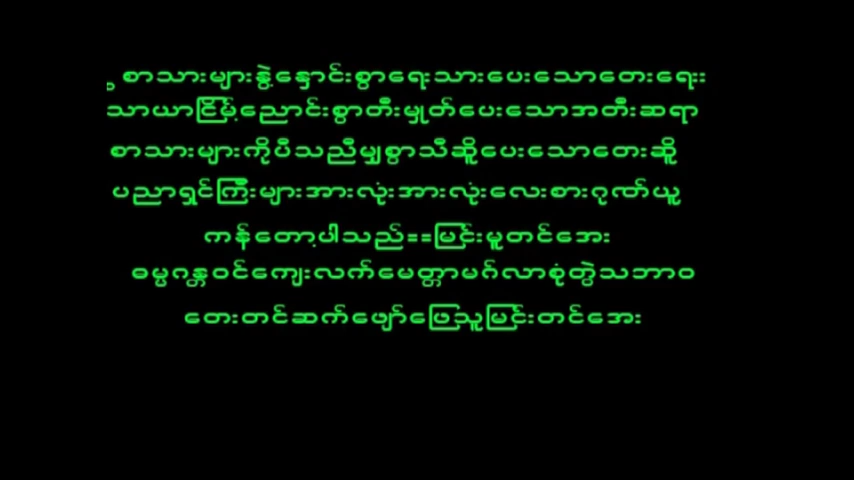 စာသားများနွဲ့နှောင်းစွာရေးသားပေးသောတေးရေး
သာယာငြိမ့်ညောင်းစွာတီးမှုတ်ပေးသောအတီးဆရာ
စာသားများကိုပီသညီမျှစွာသီဆိုပေးသောတေးဆို
ပညာရှင်ကြီးများအားလုံးအားလုံးလေးစားဂုဏ်ယူ
ကန်တော့ပါသည်==မြင်းမူတင်အေး
ဓမ္မဂန္တဝင်ကျေးလက်မေတ္တာမဂ်လာစုံတွဲသဘာဝ
တေးတင်ဆက်ဖျော်ဖြေသူမြင်းတင်အေး